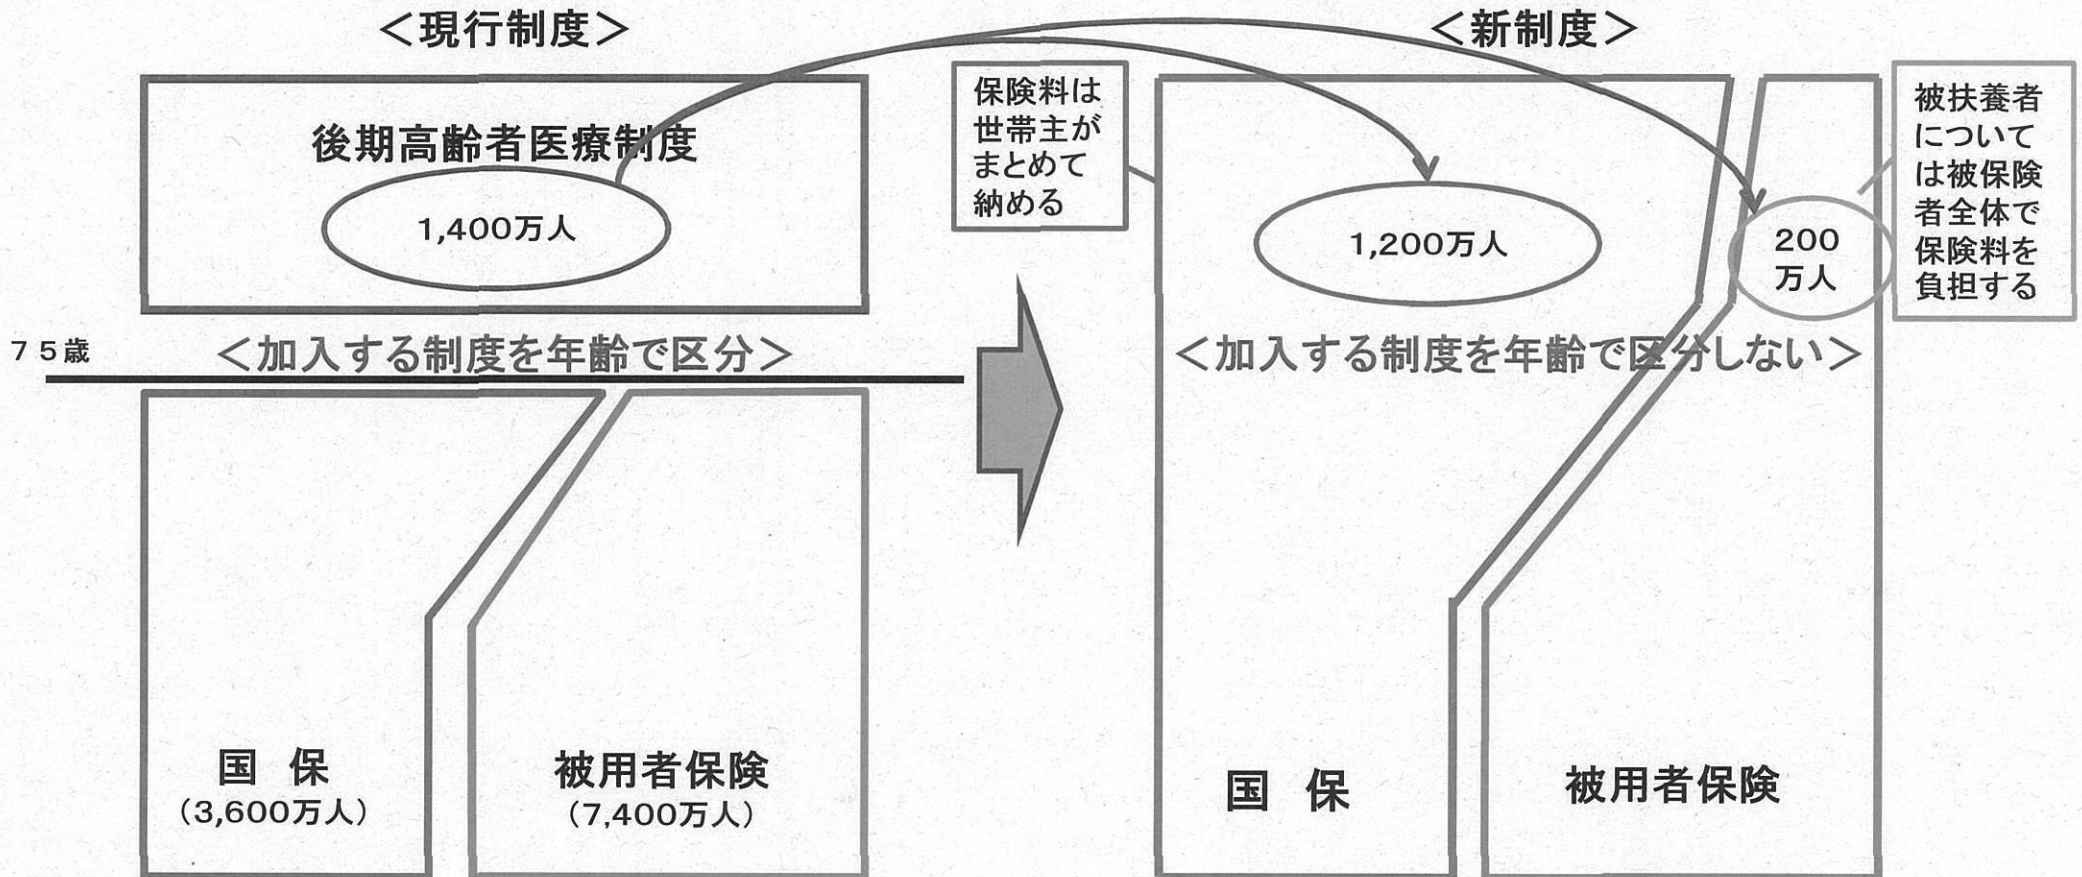 ＜現行制度＞
後期高齢者医療制度
1,400万人
75歳
＜加入する制度を年齢で区分＞
国 保
（3,600万人）
被用者保険
（7,400万人）
＜新制度＞
保険料は
世帯主が
まとめて
納める
1,200万人
200
万人
被扶養者
について
は被保険
者全体で
保険料を
負担する
＜加入する制度を年齢で区分しない＞
国 保
被用者保険